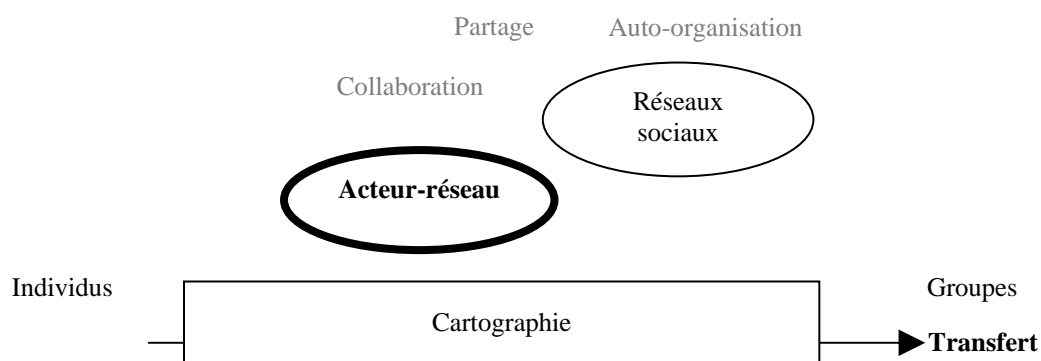 Partage Auto-organisation
Collaboration
Réseaux
sociaux
Acteur-réseau
Individus
Groupes
Cartographie
Transfert